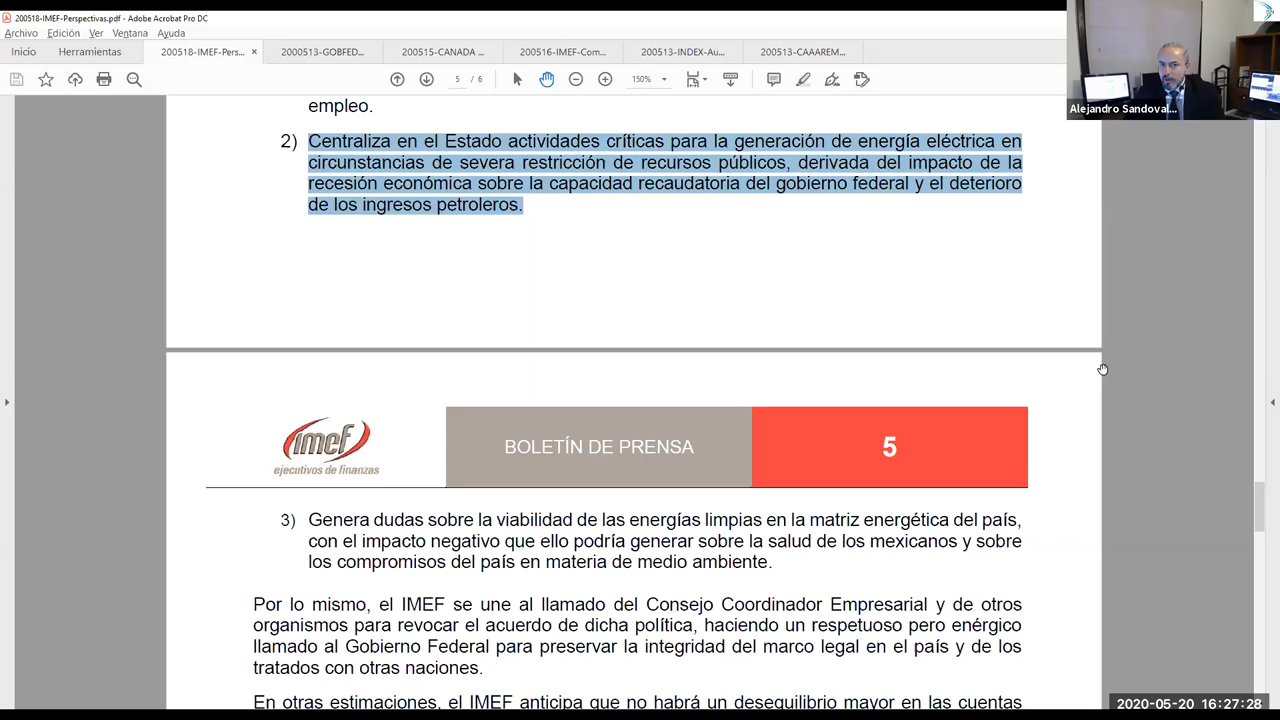 200518-IMEF-Perspectivas.pdf - Adobe Acrobat Pro DC
Archivo Edición Ver Ventana Ayuda
Inicio Herramientas 200518-IMEF-Pers... × 200513-GOBFED... 200515-CANADA ... 200516-IMEF-Com... 200513-INDEX-Au... 200513-CAAAREM...
5 / 6 150%
Alejandro Sandoval...
empleo.
2) Centraliza en el Estado actividades críticas para la generación de energía eléctrica en
circunstancias de severa restricción de recursos públicos, derivada del impacto de la
recesión económica sobre la capacidad recaudatoria del gobierno federal y el deterioro
de los ingresos petroleros.
imef
ejecutivos de finanzas
BOLETÍN DE PRENSA
5
3) Genera dudas sobre la viabilidad de las energías limpias en la matriz energética del país,
con el impacto negativo que ello podría generar sobre la salud de los mexicanos y sobre
los compromisos del país en materia de medio ambiente.
Por lo mismo, el IMEF se une al llamado del Consejo Coordinador Empresarial y de otros
organismos para revocar el acuerdo de dicha política, haciendo un respetuoso pero enérgico
llamado al Gobierno Federal para preservar la integridad del marco legal en el país y de los
tratados con otras naciones.
En otras estimaciones, el IMEF anticipa que no habrá un desequilibrio mayor en las cuentas
2020-05-20 16:27:28